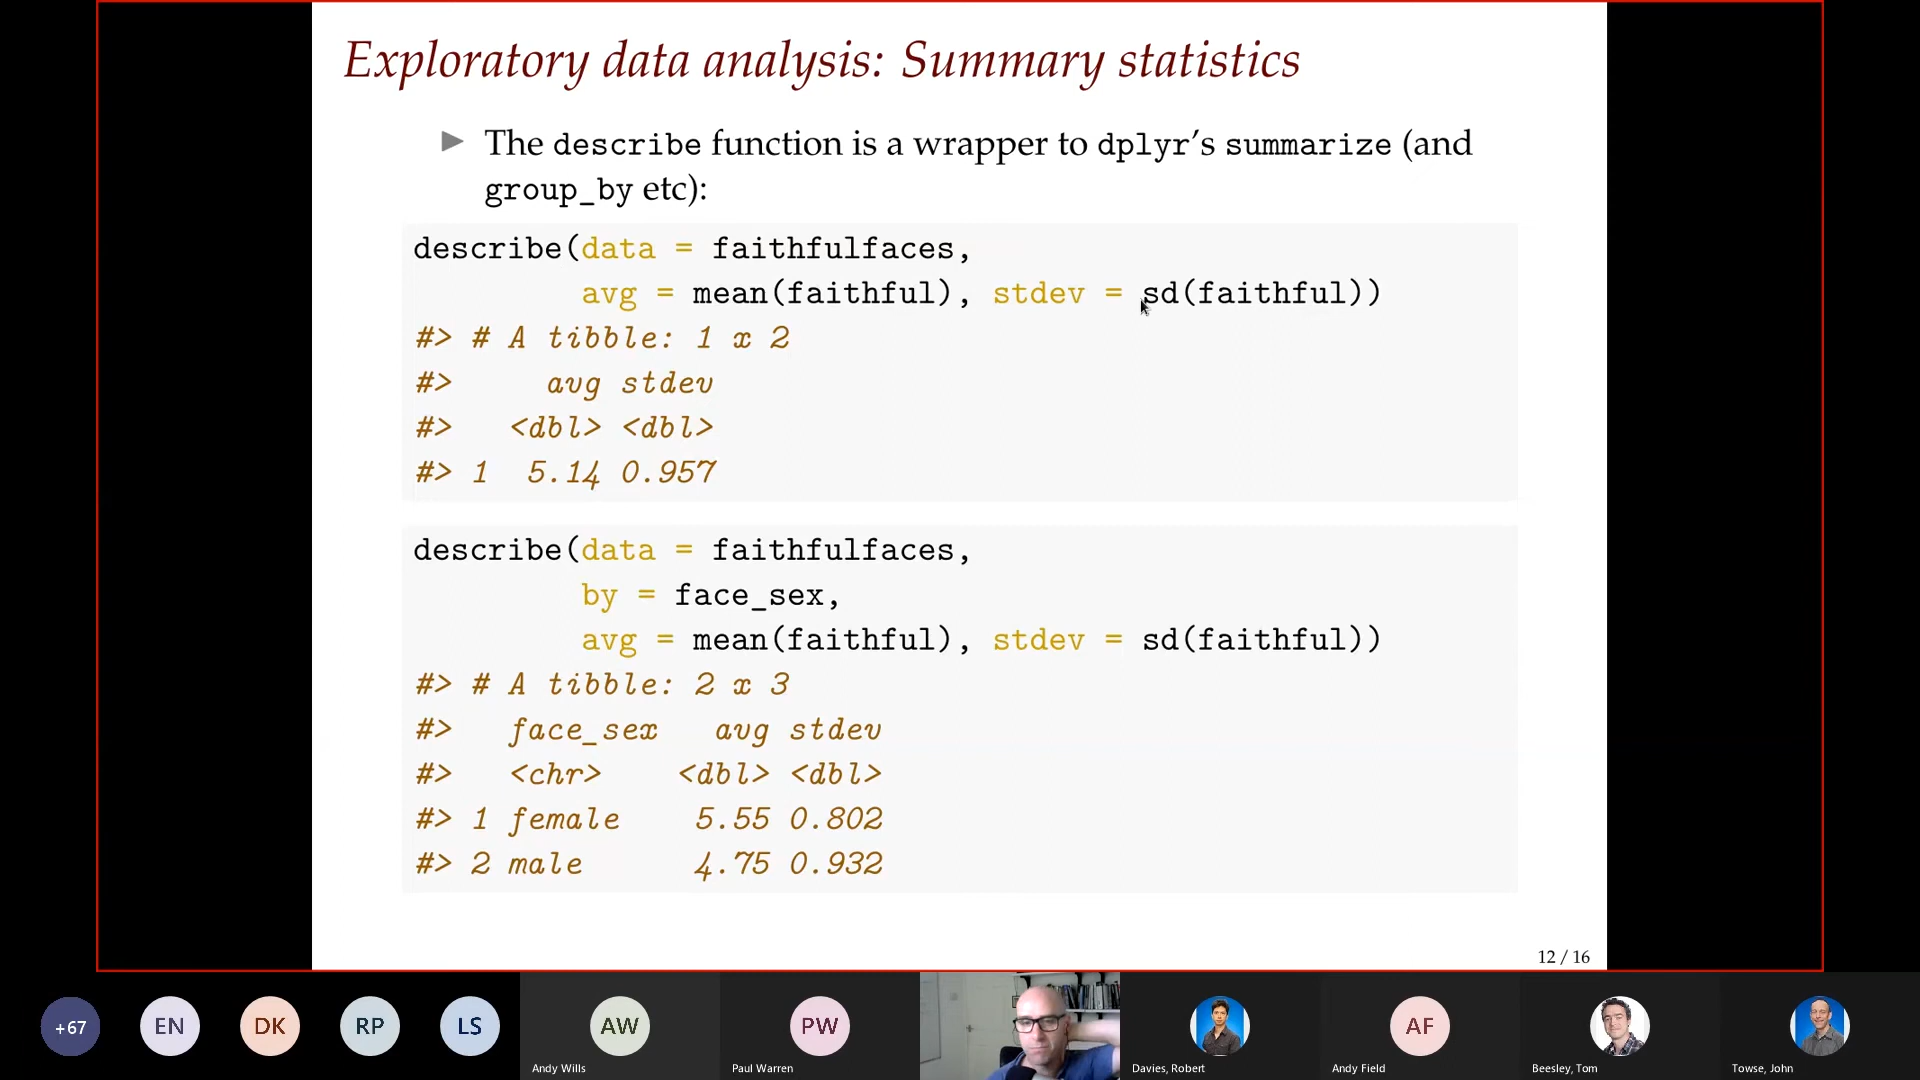 Exploratory data analysis: Summary statistics
► The describe function is a wrapper to dplyr’s summarize (and
group_by etc):
describe(data = faithfulfaces,
avg = mean(faithful), stdev = sd(faithful))
#> # A tibble: 1 x 2
#> avg stdev
#> <dbl> <dbl>
#> 1 5.14 0.957
describe(data = faithfulfaces,
by = face_sex,
avg = mean(faithful), stdev = sd(faithful))
#> # A tibble: 2 x 3
#> face_sex avg stdev
#> <chr> <dbl> <dbl>
#> 1 female 5.55 0.802
#> 2 male 4.75 0.932
12 / 16
+67 EN DK RP LS AW PW AF
Andy Wills Paul Warren Davies, Robert Andy Field Beesley, Tom Towse, John